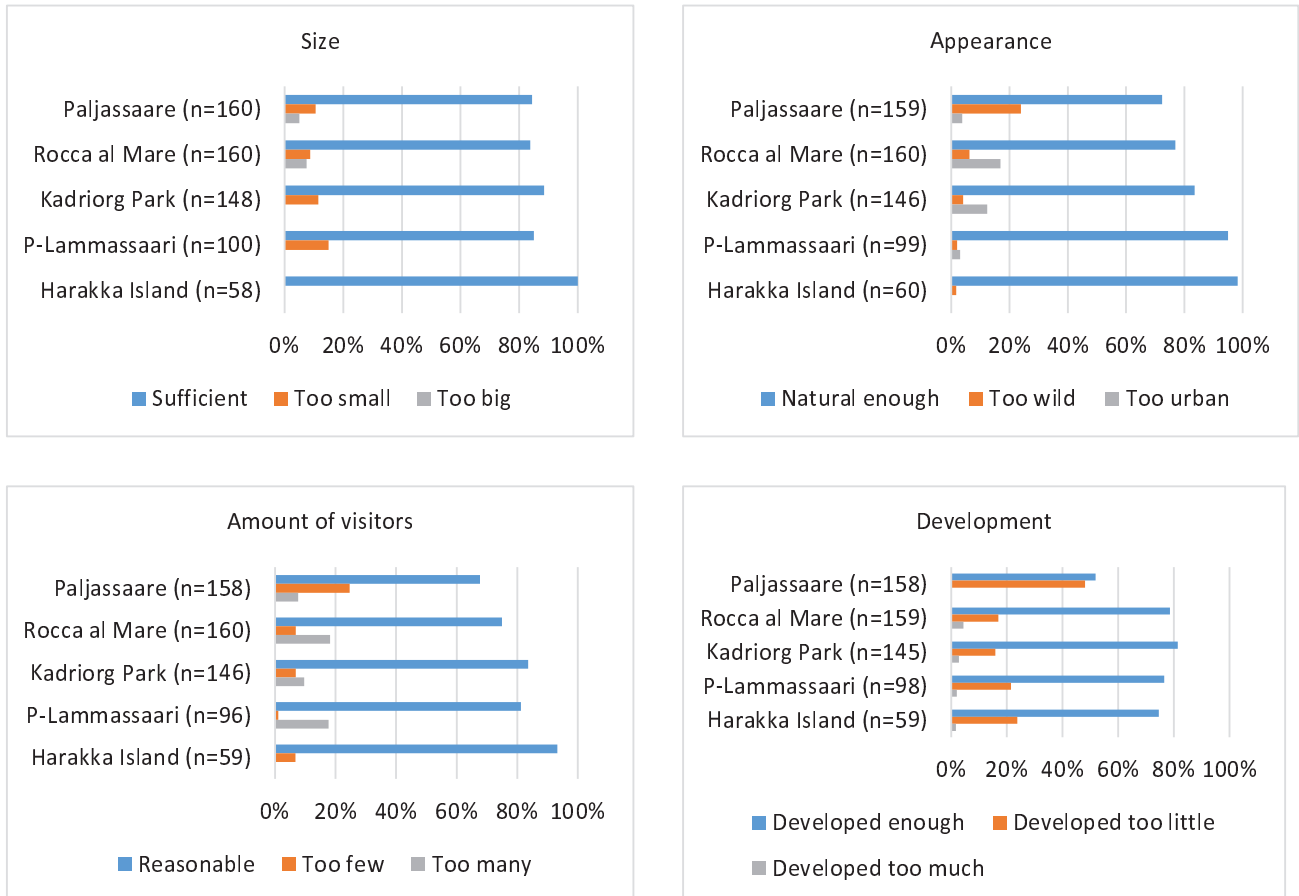 Size
Paljassaare (n=160)
Rocca al Mare (n=160)
Kadriorg Park (n=148)
P-Lammassaari (n=100)
Harakka Island (n=58)
0% 20% 40% 60% 80% 100%
Sufficient Too small Too big
Appearance
Paljassaare (n=159)
Rocca al Mare (n=160)
Kadriorg Park (n=146)
P-Lammassaari (n=99)
Harakka Island (n=60)
0% 20% 40% 60% 80% 100%
Natural enough Too wild Too urban
Amount of visitors
Paljassaare (n=158)
Rocca al Mare (n=160)
Kadriorg Park (n=146)
P-Lammassaari (n=96)
Harakka Island (n=59)
0% 20% 40% 60% 80% 100%
Reasonable Too few Too many
Development
Paljassaare (n=158)
Rocca al Mare (n=159)
Kadriorg Park (n=145)
P-Lammassaari (n=98)
Harakka Island (n=59)
0% 20% 40% 60% 80% 100%
Developed enough Developed too little
Developed too much